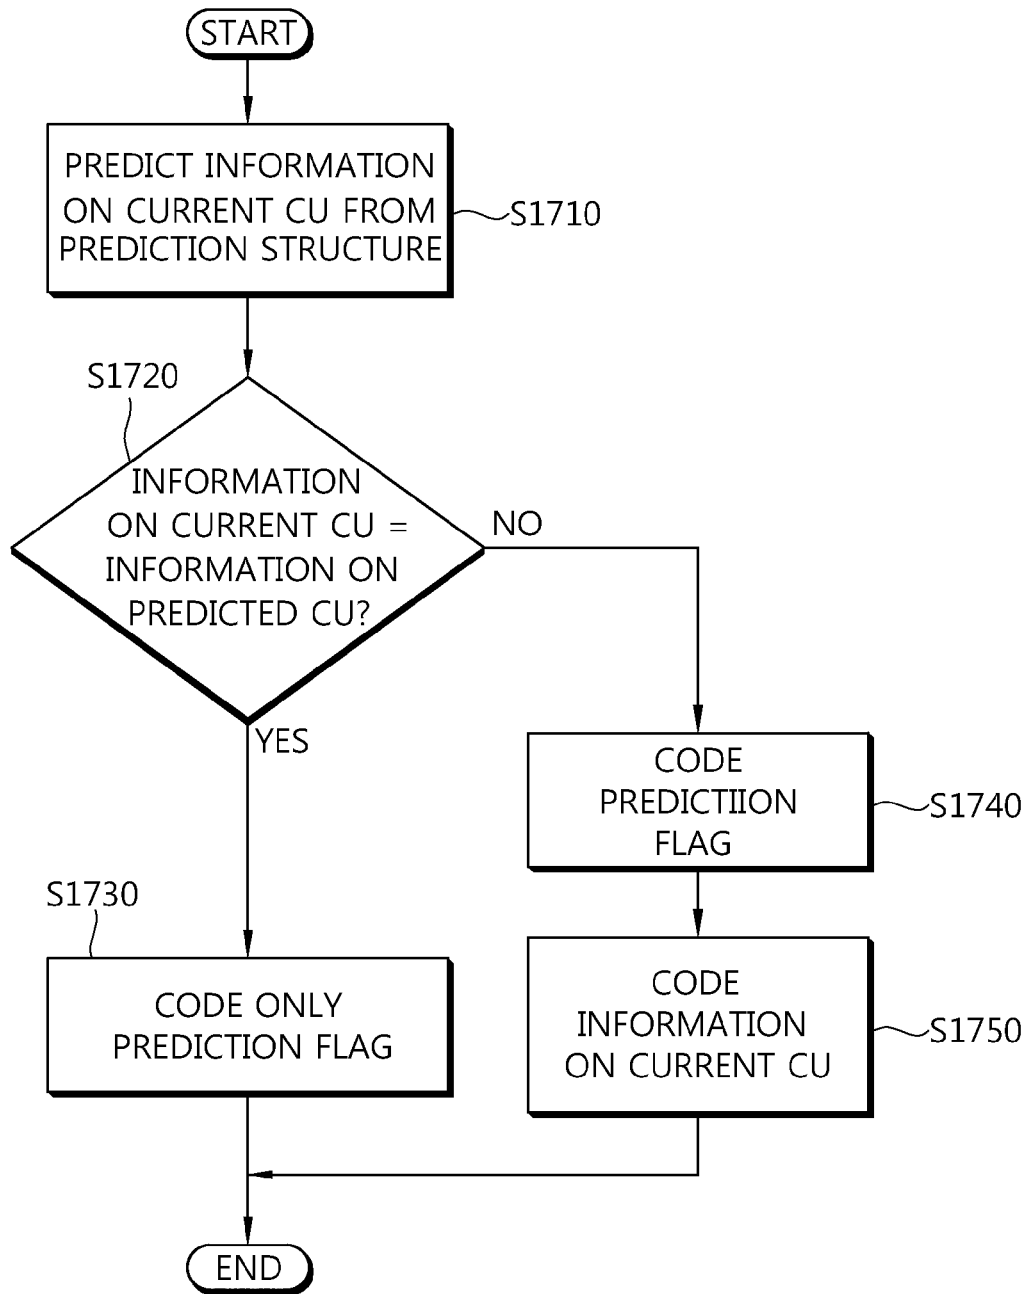 START
PREDICT INFORMATION
ON CURRENT CU FROM
PREDICTION STRUCTURE
S1710
S1720
INFORMATION
ON CURRENT CU =
INFORMATION ON
PREDICTED CU?
NO
YES
CODE
PREDICTIION
FLAG
S1740
S1730
CODE ONLY
PREDICTION FLAG
CODE
INFORMATION
ON CURRENT CU
S1750
END